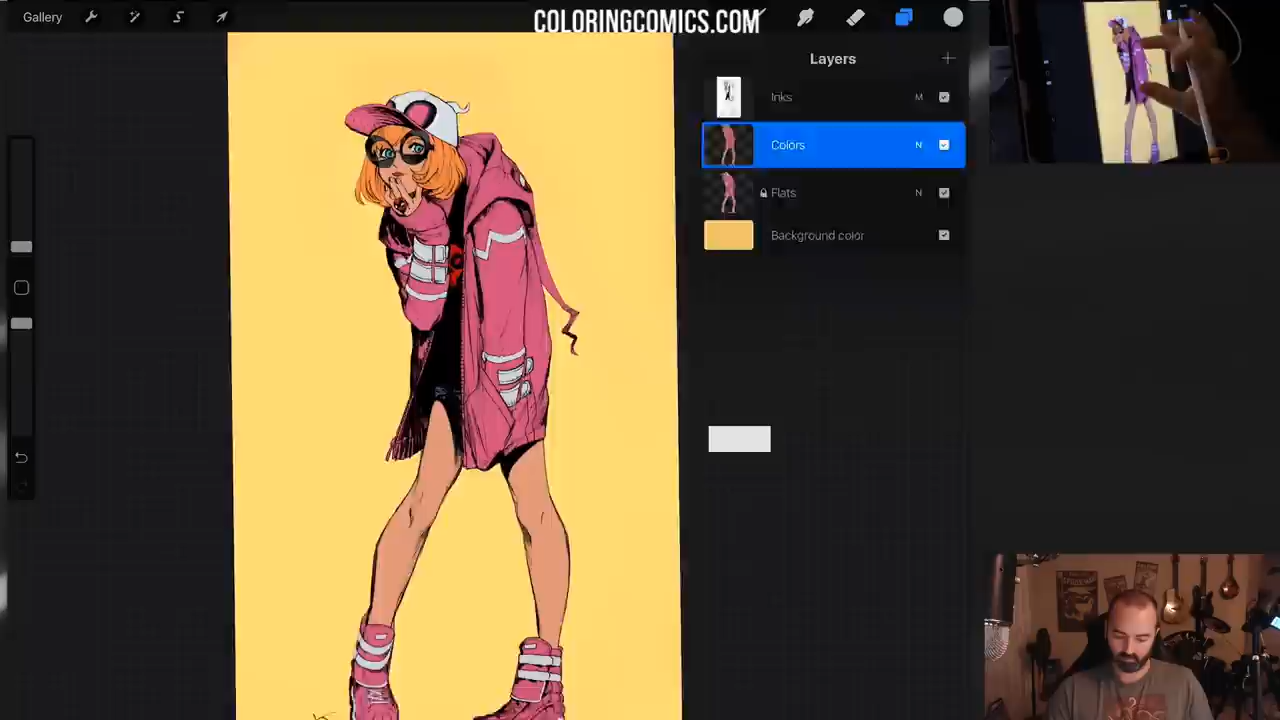 Gallery
COLORINGCOMICS.COM
Layers
Inks M
Colors N
Flats N
Background color